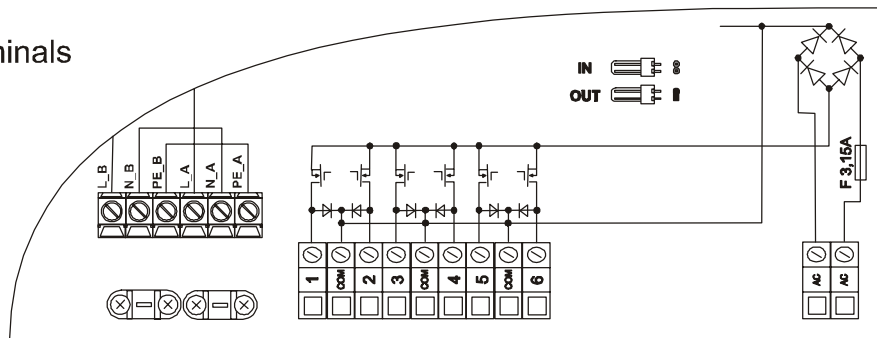 ninals
IN
OUT
L_B
N_B
PE_B
L_A
N_A
PE_A
F 3,15A
1
COM
2
3
COM
4
5
COM
6
AC
AC